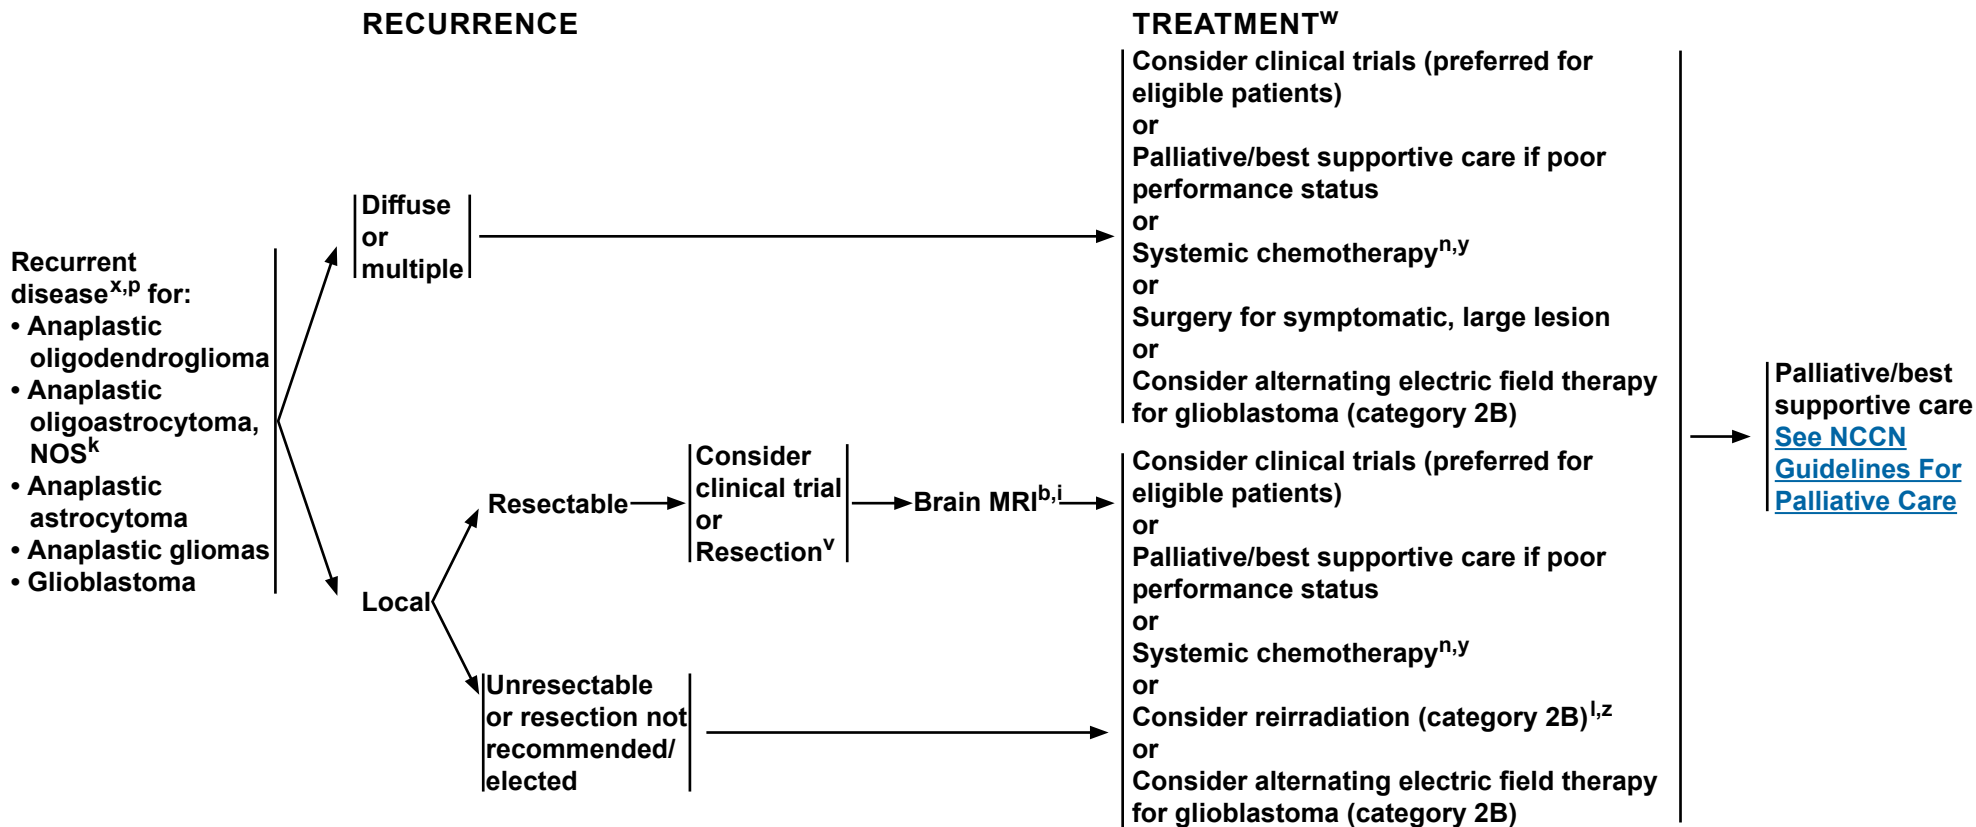 RECURRENCE
TREATMENTw
Recurrent
diseasex,p for:
• Anaplastic
oligodendroglioma
• Anaplastic
oligoastrocytoma,
NOSk
• Anaplastic
astrocytoma
• Anaplastic gliomas
• Glioblastoma
Diffuse
or
multiple
Local
Resectable
Consider
clinical trial
or
Resectionv
Brain MRIb,i
Unresectable
or resection not
recommended/
elected
Consider clinical trials (preferred for
eligible patients)
or
Palliative/best supportive care if poor
performance status
or
Systemic chemotherapyn,y
or
Surgery for symptomatic, large lesion
or
Consider alternating electric field therapy
for glioblastoma (category 2B)
Consider clinical trials (preferred for
eligible patients)
or
Palliative/best supportive care if poor
performance status
or
Systemic chemotherapyn,y
or
Consider reirradiation (category 2B)l,z
or
Consider alternating electric field therapy
for glioblastoma (category 2B)
Palliative/best
supportive care
See NCCN
Guidelines For
Palliative Care